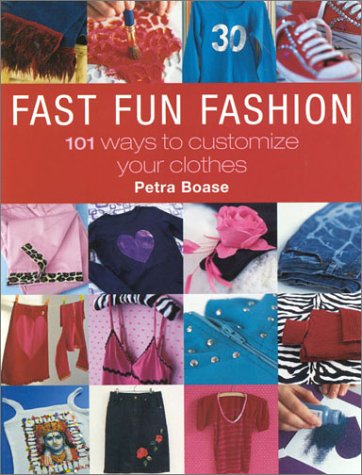 30
FAST FUN FASHION
101 ways to customize
your clothes
Petra Boase